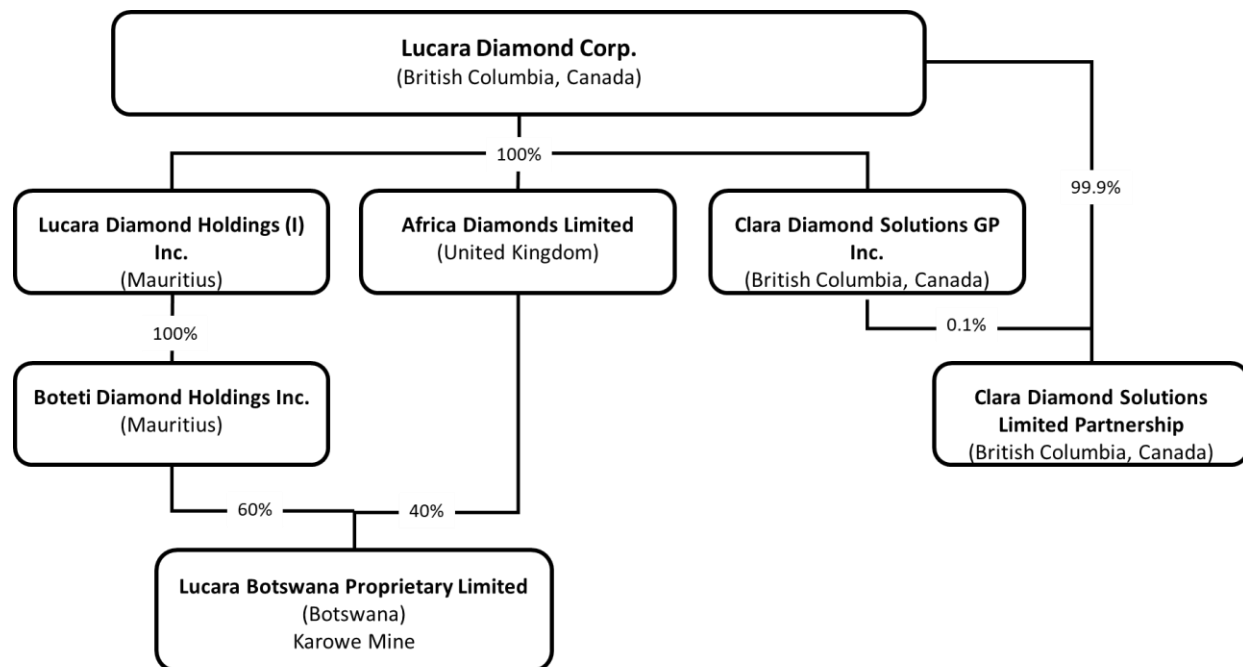 Lucara Diamond Corp.
(British Columbia, Canada)
100%
99.9%
Lucara Diamond Holdings (I)
Inc.
(Mauritius)
Africa Diamonds Limited
(United Kingdom)
Clara Diamond Solutions GP
Inc.
(British Columbia, Canada)
100%
0.1%
Boteti Diamond Holdings Inc.
(Mauritius)
Clara Diamond Solutions
Limited Partnership
(British Columbia, Canada)
60%
40%
Lucara Botswana Proprietary Limited
(Botswana)
Karowe Mine